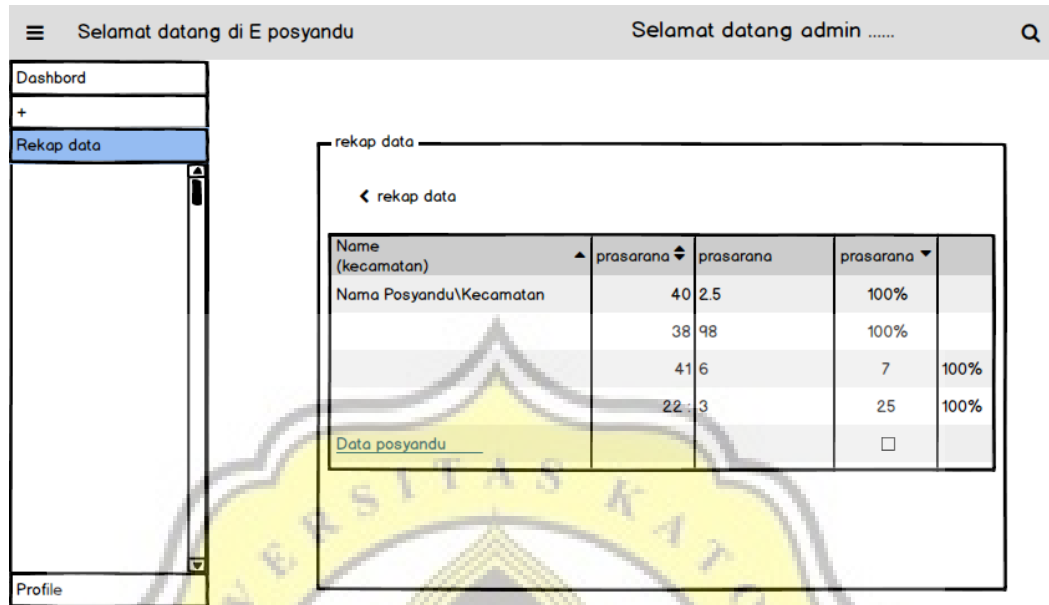 Selamat datang di E posyandu
Selamat datang admin ......
Dashbord
+
Rekap data
rekap data
rekap data
Name
(kecamatan)
prasarana
prasarana
prasarana
Nama Posyandu\Kecamatan 40 2.5 100%
38 98 100%
41 6 7 100%
22 : 3 25 100%
Data posyandu
Profile